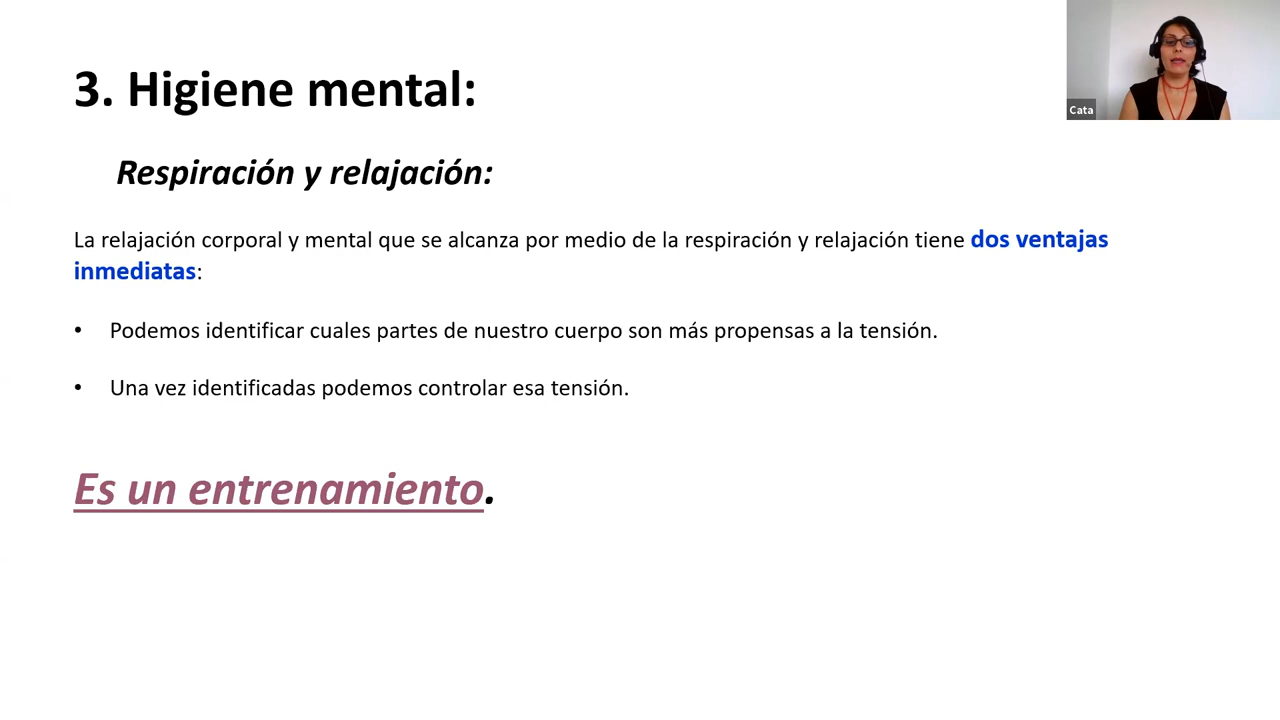 3. Higiene mental:
Cata
Respiración y relajación:
La relajación corporal y mental que se alcanza por medio de la respiración y relajación tiene dos ventajas
inmediatas:
• Podemos identificar cuales partes de nuestro cuerpo son más propensas a la tensión.
• Una vez identificadas podemos controlar esa tensión.
Es un entrenamiento.